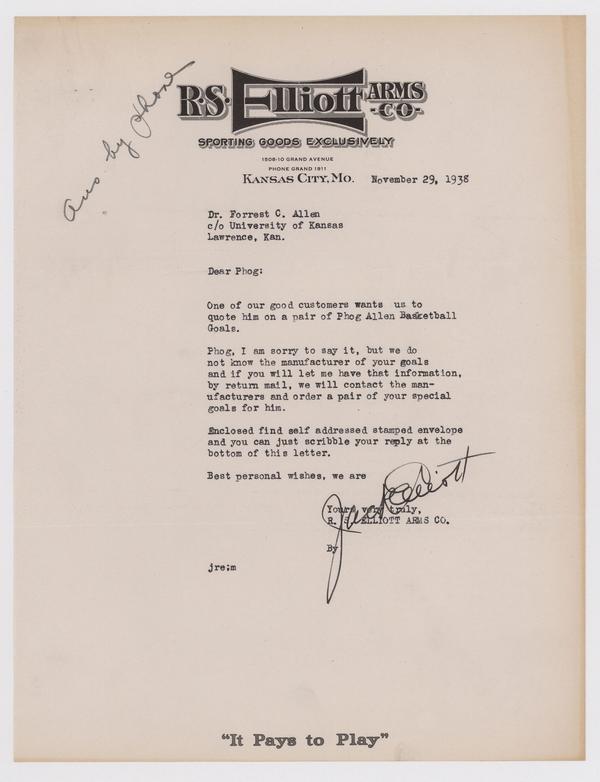 Ans by phone
R.S. Elliott ARMS CO.
SPORTING GOODS EXCLUSIVELY
1508-10 GRAND AVENUE
PHONE GRAND 1811
KANSAS CITY, MO. November 29, 1938
Dr. Forrest C. Allen
c/o University of Kansas
Lawrence, Kan.
Dear Phog:
One of our good customers wants us to
quote him on a pair of Phog Allen Basketball
Goals.
Phog, I am sorry to say it, but we do
not know the manufacturer of your goals
and if you will let me have that information,
by return mail, we will contact the man-
ufacturers and order a pair of your special
goals for him.
Enclosed find self addressed stamped envelope
and you can just scribble your reply at the
bottom of this letter.
Best personal wishes, we are
Yours very truly,
R. S. ELLIOTT ARMS CO.
Jack Elliott
By
jre;m
"It Pays to Play"